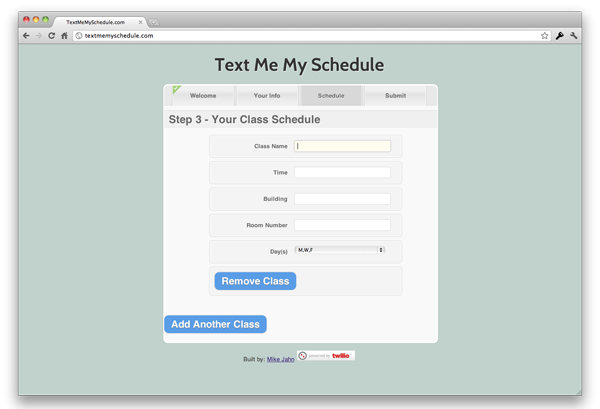 TextMeMySchedule.com
textmemyschedule.com
Text Me My Schedule
Welcome Your Info Schedule Submit
Step 3 - Your Class Schedule
Class Name
Time
Building
Room Number
Day(s) M,W,F
Remove Class
Add Another Class
Built by: Mike Jahn powered by twilio